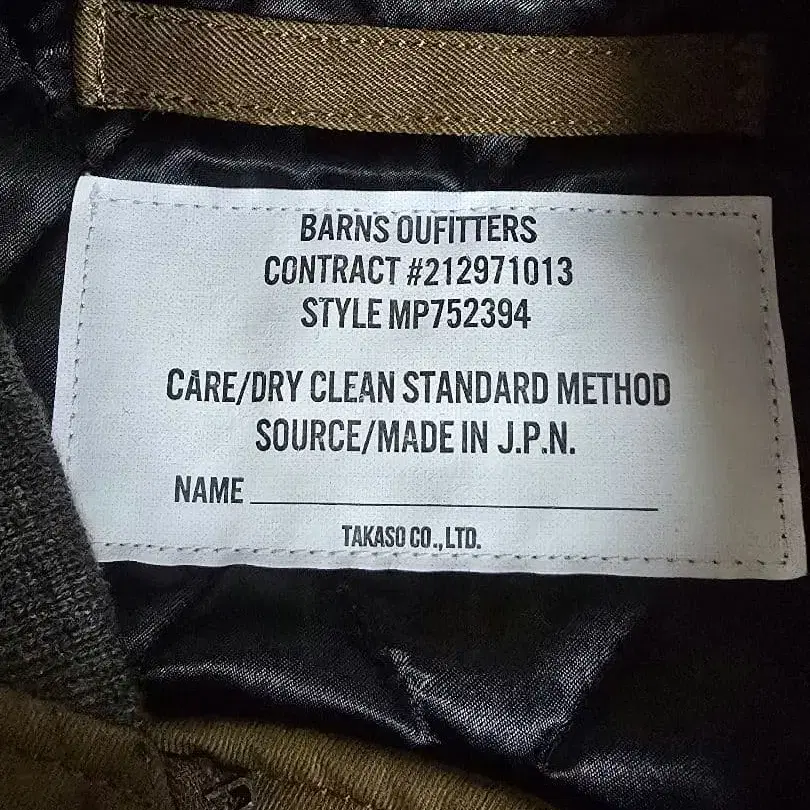 BARNS OUFITTERS
CONTRACT #212971013
STYLE MP752394
CARE/DRY CLEAN STANDARD METHOD
SOURCE/MADE IN J.P.N.
NAME
TAKASO CO., LTD.